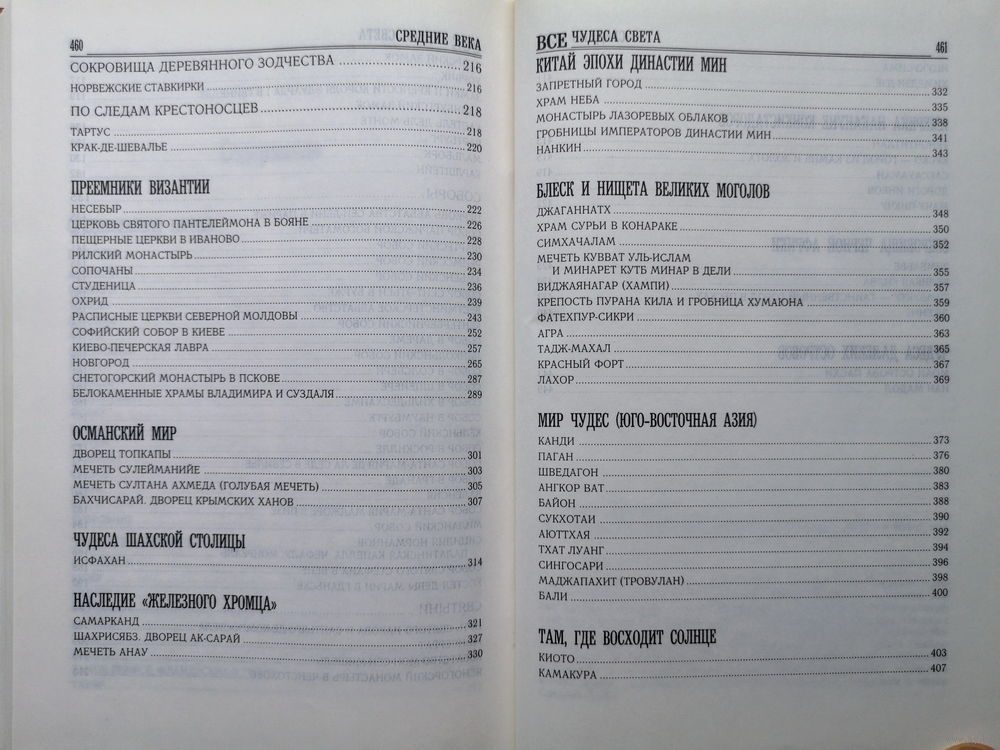 460 СРЕДНИЕ ВЕКА
СОКРОВИЩА ДЕРЕВЯННОГО ЗОДЧЕСТВА 216
НОРВЕЖСКИЕ СТАВКИРКИ 216
ПО СЛЕДАМ КРЕСТОНОСЦЕВ 218
ТАРТУС 218
КРАК-ДЕ-ШЕВАЛЬЕ 220
ПРЕЕМНИКИ ВИЗАНТИИ
НЕСЕБЫР 222
ЦЕРКОВЬ СВЯТОГО ПАНТЕЛЕЙМОНА В БОЯНЕ 226
ПЕЩЕРНЫЕ ЦЕРКВИ В ИВАНОВО 228
РИЛСКИЙ МОНАСТЫРЬ 230
СОПОЧАНЫ 234
СТУДЕНИЦА 236
ОХРИД 239
РАСПИСНЫЕ ЦЕРКВИ СЕВЕРНОЙ МОЛДОВЫ 243
СОФИЙСКИЙ СОБОР В КИЕВЕ 252
КИЕВО-ПЕЧЕРСКАЯ ЛАВРА 257
НОВГОРОД 265
СНЕТОГОРСКИЙ МОНАСТЫРЬ В ПСКОВЕ 287
БЕЛОКАМЕННЫЕ ХРАМЫ ВЛАДИМИРА И СУЗДАЛЯ 289
ОСМАНСКИЙ МИР
ДВОРЕЦ ТОПКАПЫ 301
МЕЧЕТЬ СУЛЕЙМАНИЙЕ 303
МЕЧЕТЬ СУЛТАНА АХМЕДА (ГОЛУБАЯ МЕЧЕТЬ) 305
БАХЧИСАРАЙ. ДВОРЕЦ КРЫМСКИХ ХАНОВ 307
ЧУДЕСА ШАХСКОЙ СТОЛИЦЫ
ИСФАХАН 314
НАСЛЕДИЕ «ЖЕЛЕЗНОГО ХРОМЦА»
САМАРКАНД 321
ШАХРИСЯБЗ. ДВОРЕЦ АК-САРАЙ 327
МЕЧЕТЬ АНАУ 330
ВСЕ ЧУДЕСА СВЕТА 461
КИТАЙ ЭПОХИ ДИНАСТИИ МИН
ЗАПРЕТНЫЙ ГОРОД 332
ХРАМ НЕБА 335
МОНАСТЫРЬ ЛАЗОРЕВЫХ ОБЛАКОВ 338
ГРОБНИЦЫ ИМПЕРАТОРОВ ДИНАСТИИ МИН 341
НАНКИН 343
БЛЕСК И НИЩЕТА ВЕЛИКИХ МОГОЛОВ
ДЖАГАННАТХ 348
ХРАМ СУРЬИ В КОНАРАКЕ 350
СИМХАЧАЛАМ 352
МЕЧЕТЬ КУВВАТ УЛЬ-ИСЛАМ
И МИНАРЕТ КУТБ МИНАР В ДЕЛИ 355
ВИДЖАЯНАГАР (ХАМПИ) 357
КРЕПОСТЬ ПУРАНА КИЛА И ГРОБНИЦА ХУМАЮНА 359
ФАТЕХПУР-СИКРИ 360
АГРА 363
ТАДЖ-МАХАЛ 365
КРАСНЫЙ ФОРТ 367
ЛАХОР 369
МИР ЧУДЕС (ЮГО-ВОСТОЧНАЯ АЗИЯ)
КАНДИ 373
ПАГАН 376
ШВЕДАГОН 380
АНГКОР ВАТ 383
БАЙОН 388
СУКХОТАИ 390
АЮТТХАЯ 392
ТХАТ ЛУАНГ 394
СИНГОСАРИ 396
МАДЖАПАХИТ (ТРОВУЛАН) 398
БАЛИ 400
ТАМ, ГДЕ ВОСХОДИТ СОЛНЦЕ
КИОТО 403
КАМАКУРА 407